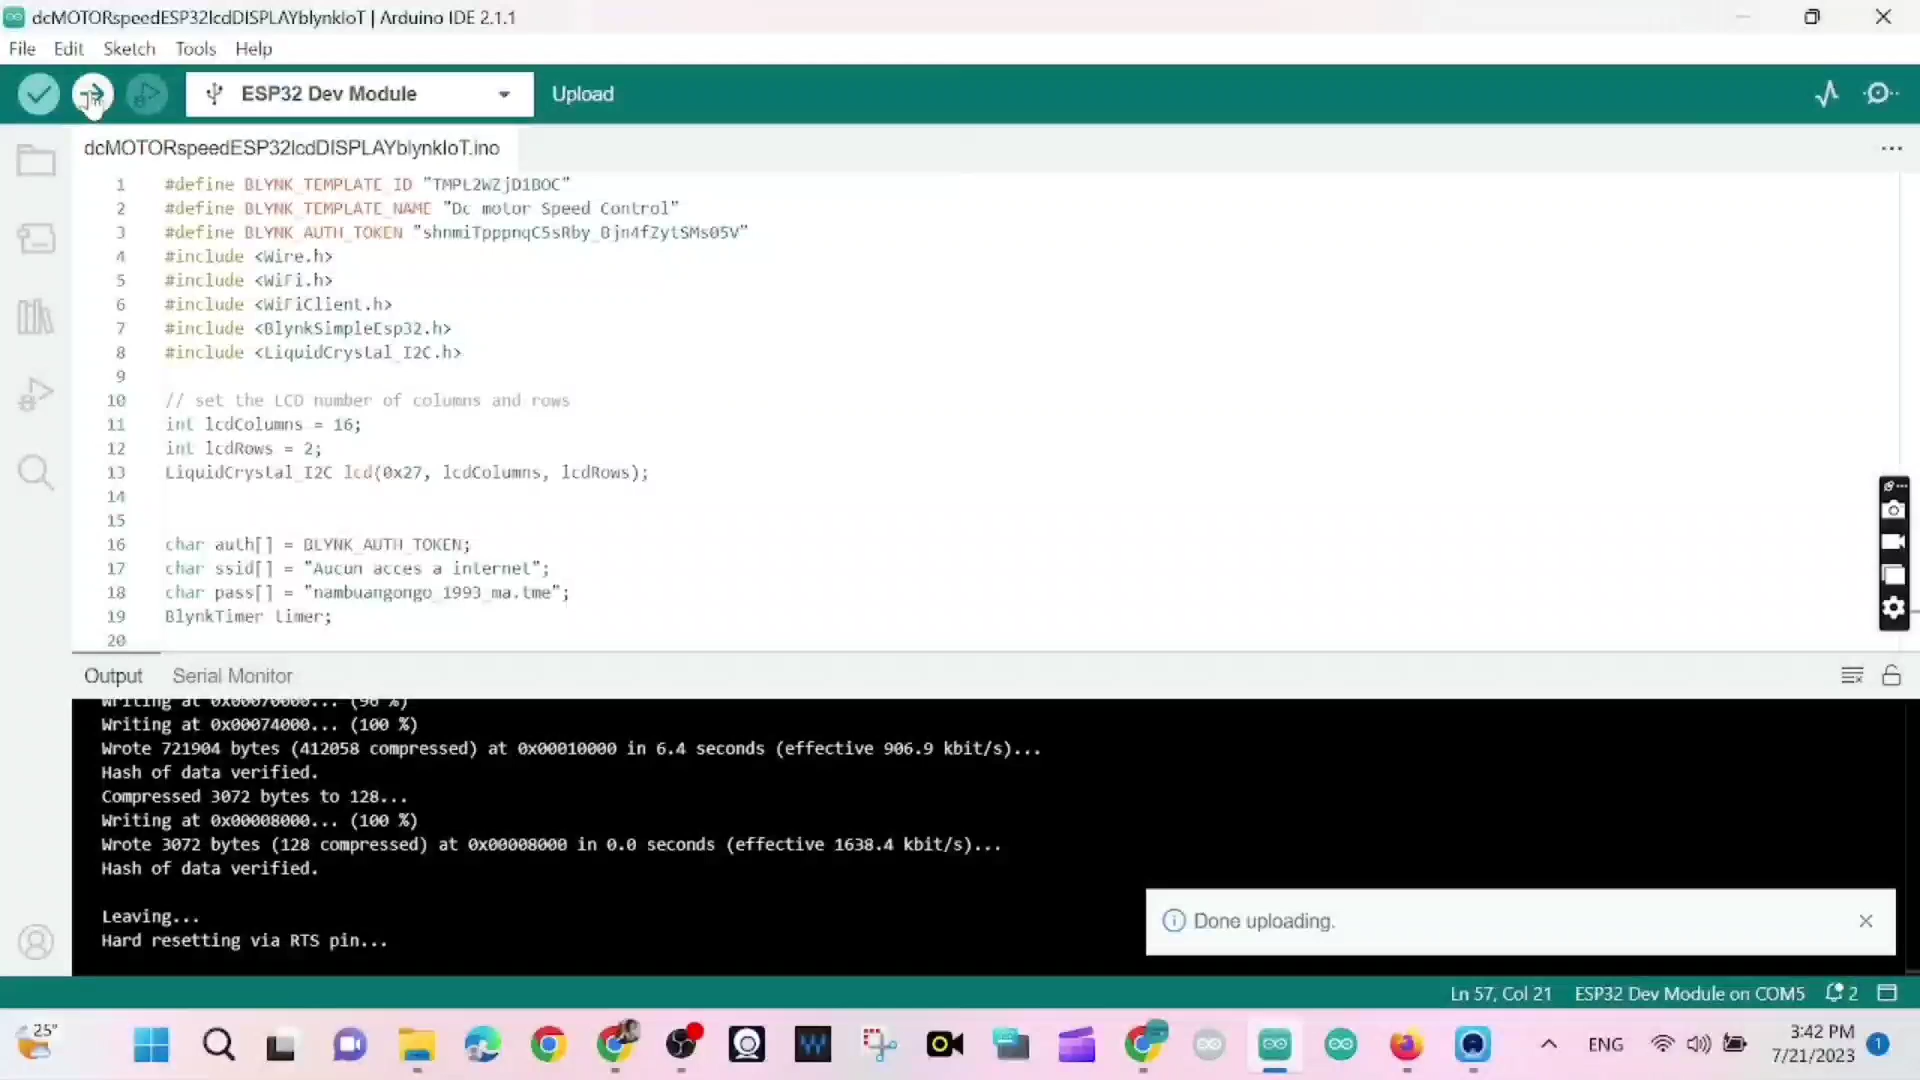 dcMOTORspeedESP32lcdDISPLAYblynkIoT | Arduino IDE 2.1.1
File Edit Sketch Tools Help
ESP32 Dev Module
Upload
dcMOTORspeedESP32lcdDISPLAYblynkIoT.ino
1 #define BLYNK_TEMPLATE_ID "TMPL2WZjD1BOC"
2 #define BLYNK_TEMPLATE_NAME "Dc motor Speed Control"
3 #define BLYNK_AUTH_TOKEN "shnmiTpppnqC5sRby_Bjn4fZytSMs05V"
4 #include <Wire.h>
5 #include <WiFi.h>
6 #include <WiFiClient.h>
7 #include <BlynkSimpleEsp32.h>
8 #include <LiquidCrystal_I2C.h>
9
10 // set the LCD number of columns and rows
11 int lcdColumns = 16;
12 int lcdRows = 2;
13 LiquidCrystal_I2C lcd(0x27, lcdColumns, lcdRows);
14
15
16 char auth[] = BLYNK_AUTH_TOKEN;
17 char ssid[] = "Aucun acces a internet";
18 char pass[] = "nambuangongo_1993_ma.tme";
19 BlynkTimer timer;
20
Output Serial Monitor
Writing at 0x00070000... (96 %)
Writing at 0x00074000... (100 %)
Wrote 721904 bytes (412058 compressed) at 0x00010000 in 6.4 seconds (effective 906.9 kbit/s)...
Hash of data verified.
Compressed 3072 bytes to 128...
Writing at 0x00008000... (100 %)
Wrote 3072 bytes (128 compressed) at 0x00008000 in 0.0 seconds (effective 1638.4 kbit/s)...
Hash of data verified.
Leaving...
Hard resetting via RTS pin...
Done uploading.
Ln 57, Col 21 ESP32 Dev Module on COM5 2
25°
ENG
3:42 PM
7/21/2023
1